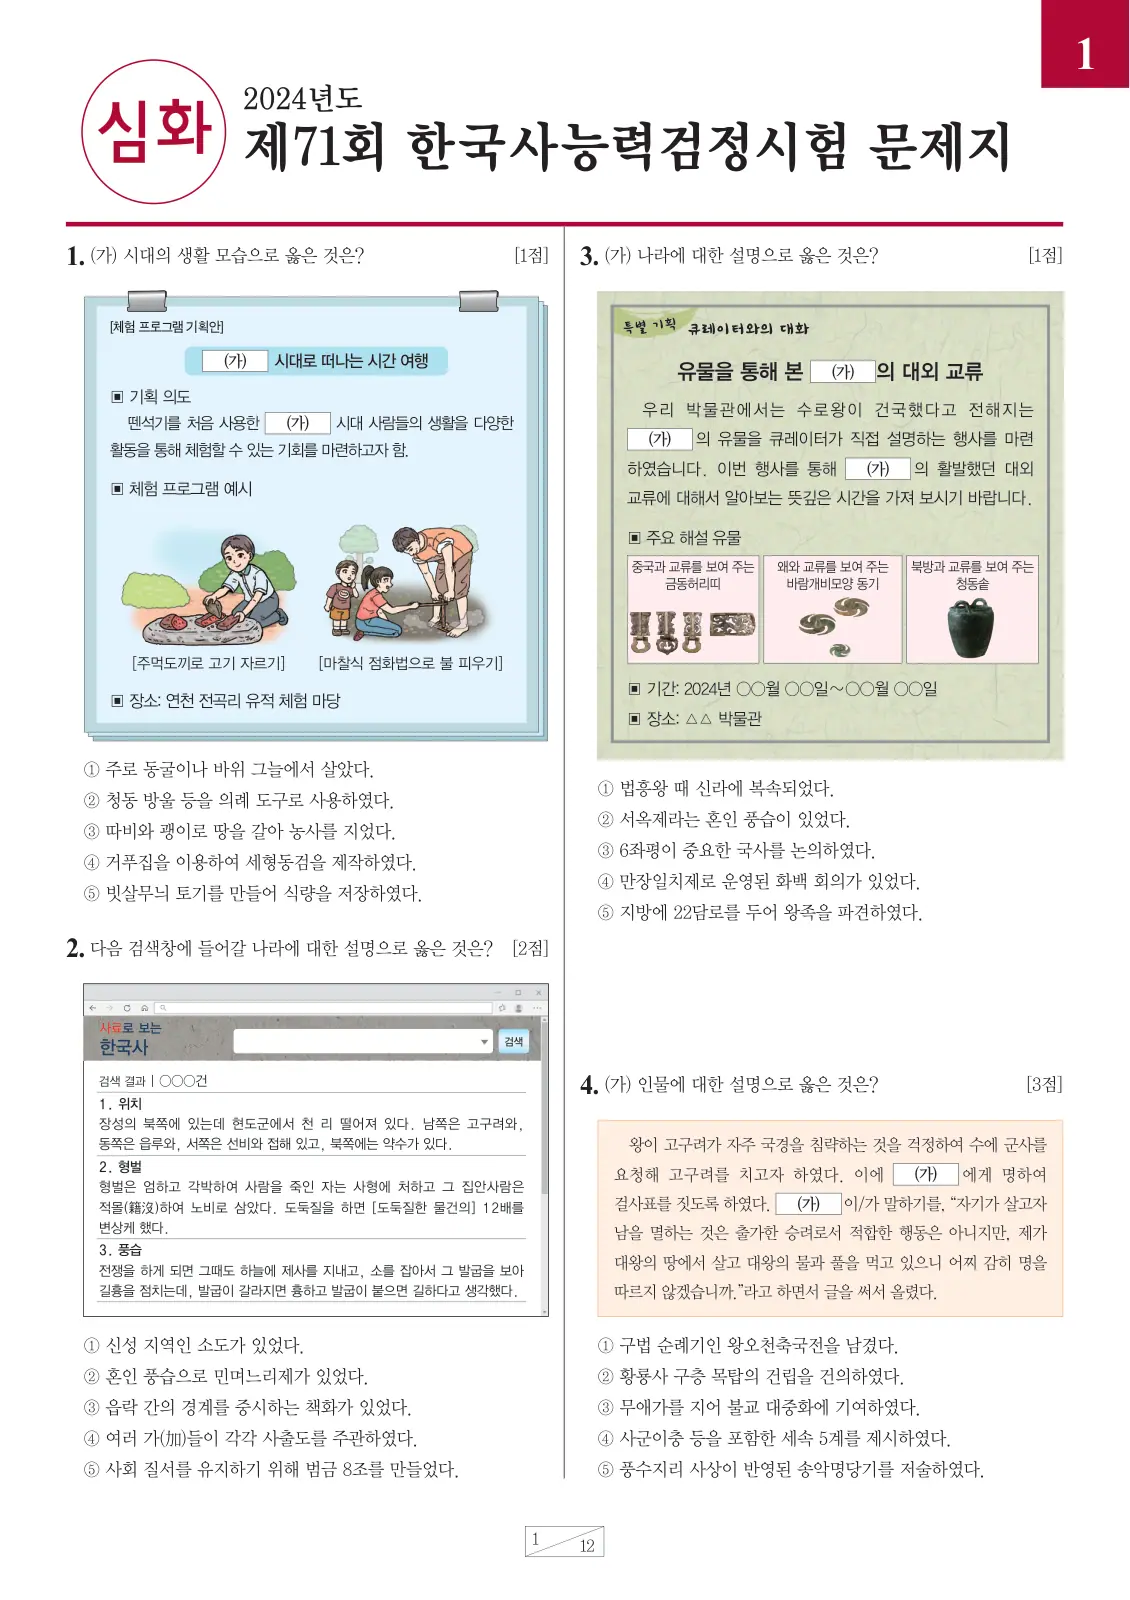 1
심화
2024년도
제71회 한국사능력검정시험 문제지
1. (가) 시대의 생활 모습으로 옳은 것은? [1점]
[체험 프로그램 기획안]
(가) 시대로 떠나는 시간 여행
▣ 기획 의도
뗀석기를 처음 사용한 (가) 시대 사람들의 생활을 다양한
활동을 통해 체험할 수 있는 기회를 마련하고자 함.
▣ 체험 프로그램 예시
[주먹도끼로 고기 자르기] [마찰식 점화법으로 불 피우기]
▣ 장소: 연천 전곡리 유적 체험 마당
① 주로 동굴이나 바위 그늘에서 살았다.
② 청동 방울 등을 의례 도구로 사용하였다.
③ 따비와 괭이로 땅을 갈아 농사를 지었다.
④ 거푸집을 이용하여 세형동검을 제작하였다.
⑤ 빗살무늬 토기를 만들어 식량을 저장하였다.
2. 다음 검색창에 들어갈 나라에 대한 설명으로 옳은 것은? [2점]
사료로 보는
한국사
검색
검색 결과 | ○○○건
1. 위치
장성의 북쪽에 있는데 현도군에서 천 리 떨어져 있다. 남쪽은 고구려와,
동쪽은 읍루와, 서쪽은 선비와 접해 있고, 북쪽에는 약수가 있다.
2. 형벌
형벌은 엄하고 각박하여 사람을 죽인 자는 사형에 처하고 그 집안사람은
적몰(籍沒)하여 노비로 삼았다. 도둑질을 하면 [도둑질한 물건의] 12배를
변상케 했다.
3. 풍습
전쟁을 하게 되면 그때도 하늘에 제사를 지내고, 소를 잡아서 그 발굽을 보아
길흉을 점치는데, 발굽이 갈라지면 흉하고 발굽이 붙으면 길하다고 생각했다.
① 신성 지역인 소도가 있었다.
② 혼인 풍습으로 민며느리제가 있었다.
③ 읍락 간의 경계를 중시하는 책화가 있었다.
④ 여러 가(加)들이 각각 사출도를 주관하였다.
⑤ 사회 질서를 유지하기 위해 범금 8조를 만들었다.
3. (가) 나라에 대한 설명으로 옳은 것은? [1점]
특별 기획 큐레이터와의 대화
유물을 통해 본 (가) 의 대외 교류
우리 박물관에서는 수로왕이 건국했다고 전해지는
(가) 의 유물을 큐레이터가 직접 설명하는 행사를 마련
하였습니다. 이번 행사를 통해 (가) 의 활발했던 대외
교류에 대해서 알아보는 뜻깊은 시간을 가져 보시기 바랍니다.
▣ 주요 해설 유물
중국과 교류를 보여 주는 금동허리띠
왜와 교류를 보여 주는 바람개비모양 동기
북방과 교류를 보여 주는 청동솥
▣ 기간: 2024년 ○○월 ○○일～○○월 ○○일
▣ 장소: △△ 박물관
① 법흥왕 때 신라에 복속되었다.
② 서옥제라는 혼인 풍습이 있었다.
③ 6좌평이 중요한 국사를 논의하였다.
④ 만장일치제로 운영된 화백 회의가 있었다.
⑤ 지방에 22담로를 두어 왕족을 파견하였다.
4. (가) 인물에 대한 설명으로 옳은 것은? [3점]
왕이 고구려가 자주 국경을 침략하는 것을 걱정하여 수에 군사를
요청해 고구려를 치고자 하였다. 이에 (가) 에게 명하여
걸사표를 짓도록 하였다. (가) 이/가 말하기를, “자기가 살고자
남을 멸하는 것은 출가한 승려로서 적합한 행동은 아니지만, 제가
대왕의 땅에서 살고 대왕의 물과 풀을 먹고 있으니 어찌 감히 명을
따르지 않겠습니까.”라고 하면서 글을 써서 올렸다.
① 구법 순례기인 왕오천축국전을 남겼다.
② 황룡사 구층 목탑의 건립을 건의하였다.
③ 무애가를 지어 불교 대중화에 기여하였다.
④ 사군이충 등을 포함한 세속 5계를 제시하였다.
⑤ 풍수지리 사상이 반영된 송악명당기를 저술하였다.
1 12